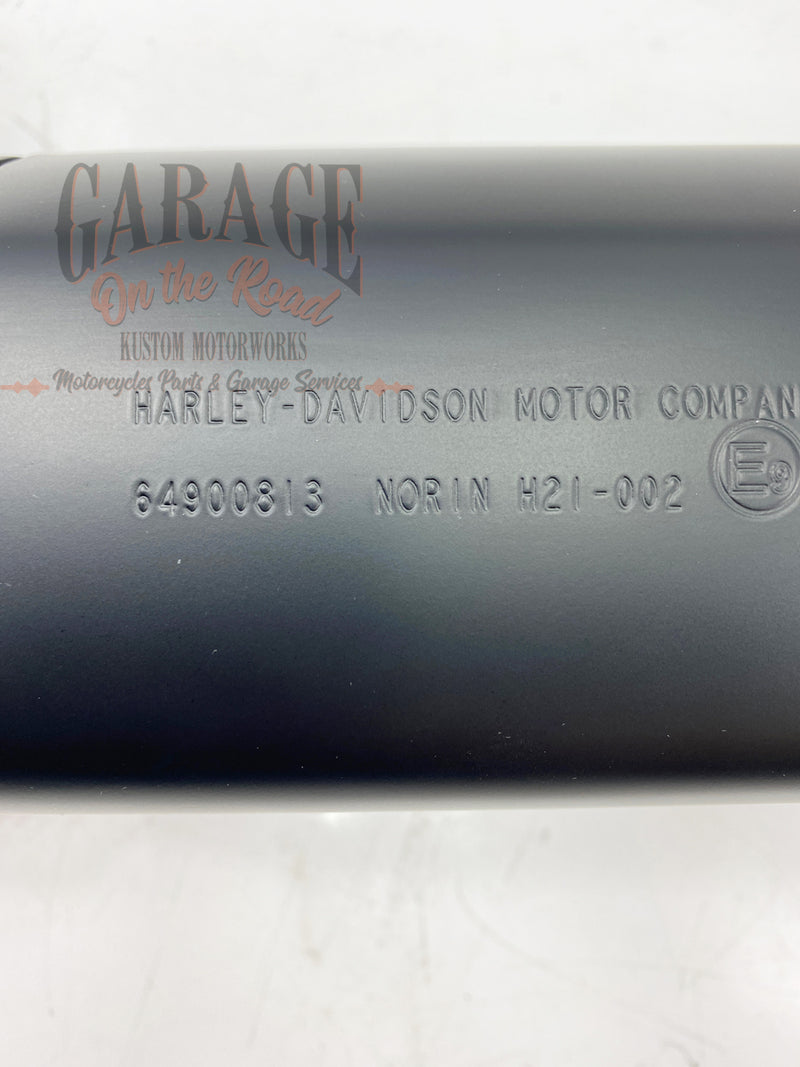 GARAGE
On the Road
KUSTOM MOTORWORKS
Motorcycles Parts & Garage Services
HARLEY-DAVIDSON MOTOR COMPAN
64900813 NORIN H21-002 E9